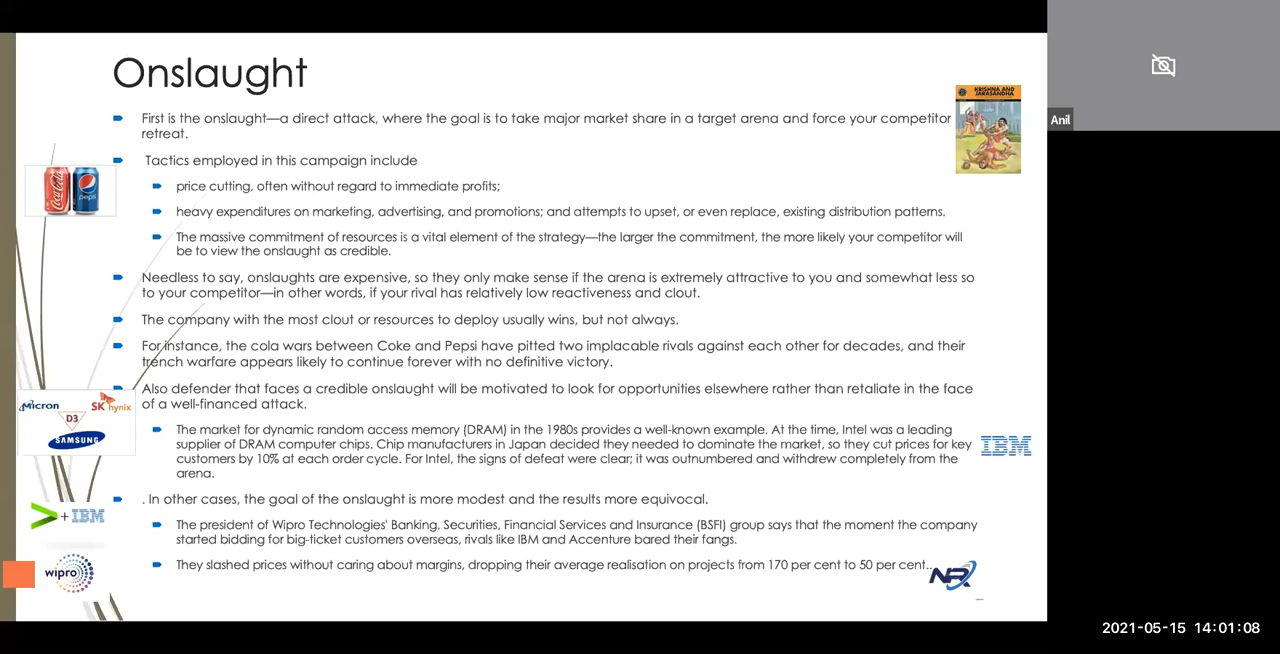 Onslaught
First is the onslaught—a direct attack, where the goal is to take major market share in a target arena and force your competitor
retreat.
Tactics employed in this campaign include
price cutting, often without regard to immediate profits;
heavy expenditures on marketing, advertising, and promotions; and attempts to upset, or even replace, existing distribution patterns.
The massive commitment of resources is a vital element of the strategy—the larger the commitment, the more likely your competitor will
be to view the onslaught as credible.
Needless to say, onslaughts are expensive, so they only make sense if the arena is extremely attractive to you and somewhat less so
to your competitor—in other words, if your rival has relatively low reactiveness and clout.
The company with the most clout or resources to deploy usually wins, but not always.
For instance, the cola wars between Coke and Pepsi have pitted two implacable rivals against each other for decades, and their
trench warfare appears likely to continue forever with no definitive victory.
Also defender that faces a credible onslaught will be motivated to look for opportunities elsewhere rather than retaliate in the face
of a well-financed attack.
The market for dynamic random access memory (DRAM) in the 1980s provides a well-known example. At the time, Intel was a leading
supplier of DRAM computer chips. Chip manufacturers in Japan decided they needed to dominate the market, so they cut prices for key
customers by 10% at each order cycle. For Intel, the signs of defeat were clear; it was outnumbered and withdrew completely from the
arena.
. In other cases, the goal of the onslaught is more modest and the results more equivocal.
The president of Wipro Technologies' Banking, Securities, Financial Services and Insurance (BSFI) group says that the moment the company
started bidding for big-ticket customers overseas, rivals like IBM and Accenture bared their fangs.
They slashed prices without caring about margins, dropping their average realisation on projects from 170 per cent to 50 per cent..
KRISHNA AND
JARASANDHA
Coca-Cola
pepsi
Micron
SK hynix
D3
SAMSUNG
IBM
+ IBM
wipro
Anil
2021-05-15 14:01:08